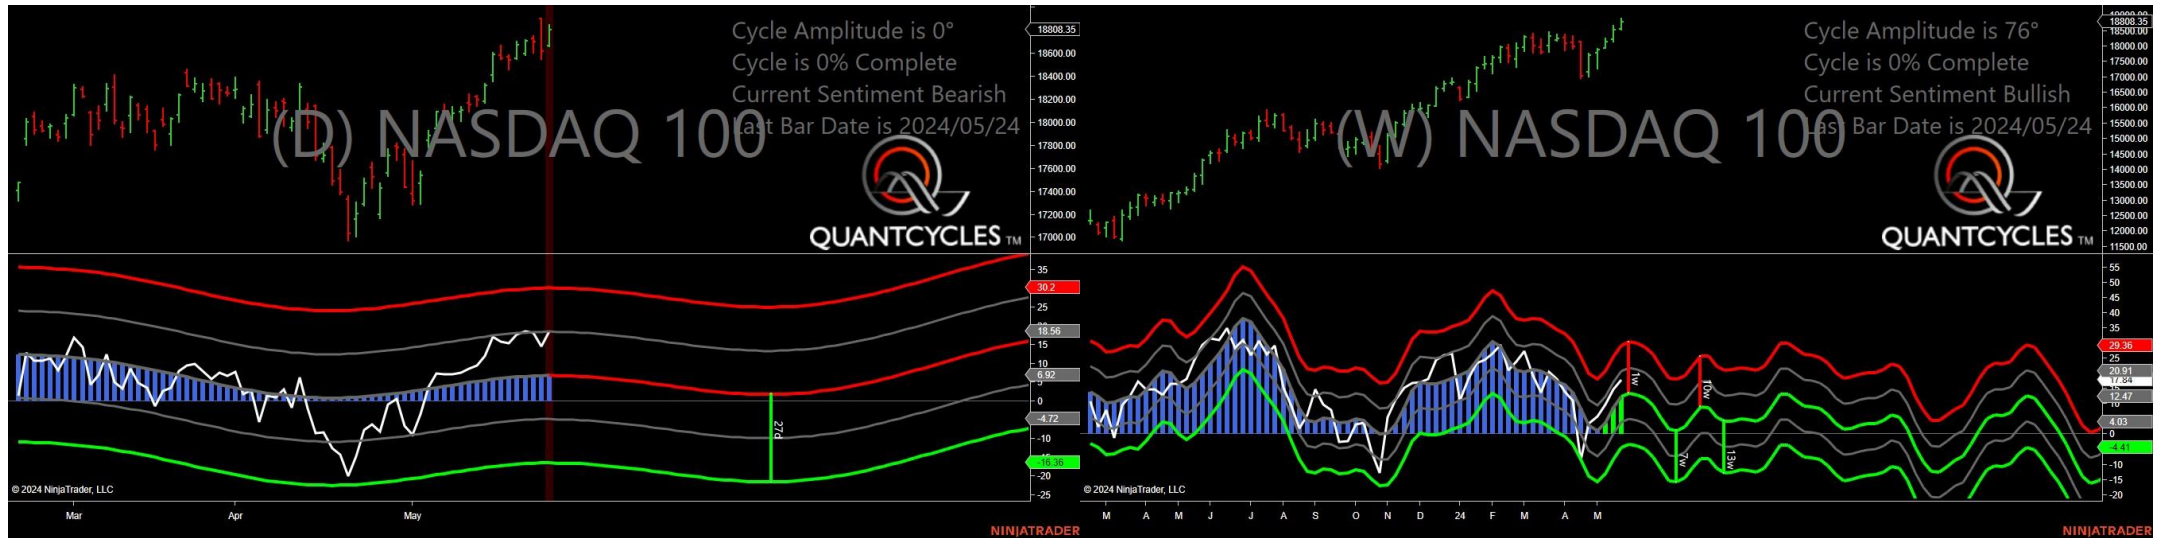 Cycle Amplitude is 0°
Cycle is 0% Complete
Current Sentiment Bearish
Last Bar Date is 2024/05/24
(D) NASDAQ 100
QUANTCYCLES TM
18808.35
18600.00
18400.00
18200.00
18000.00
17800.00
17600.00
17400.00
17200.00
17000.00
35
30.2
25
18.56
15
10
6.92
5
0
-4.72
-10
-16.36
-20
-25
27d
© 2024 NinjaTrader, LLC
Mar Apr May
NINJATRADER
Cycle Amplitude is 76°
Cycle is 0% Complete
Current Sentiment Bullish
Last Bar Date is 2024/05/24
(W) NASDAQ 100
QUANTCYCLES TM
18808.35
18500.00
18000.00
17500.00
17000.00
16500.00
16000.00
15500.00
15000.00
14500.00
14000.00
13500.00
13000.00
12500.00
12000.00
11500.00
55
50
45
40
35
29.36
25
20.91
17.84
12.47
10
4.03
0
-4.41
-10
-15
-20
1w
10w
7w
13w
© 2024 NinjaTrader, LLC
M A M J J A S O N D 24 F M A M
NINJATRADER